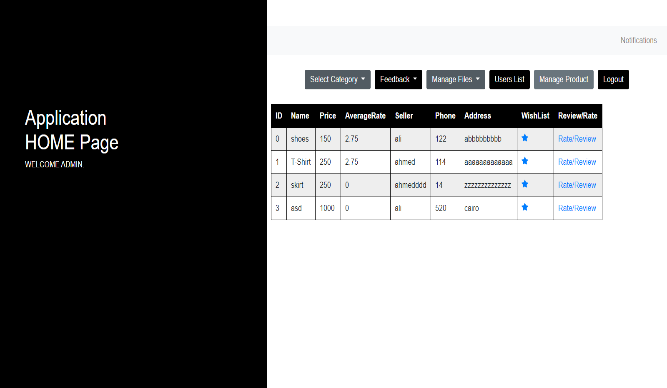 Notifications
Select Category Feedback Manage Files Users List Manage Product Logout
Application
HOME Page
WELCOME ADMIN
ID Name Price AverageRate Seller Phone Address WishList Review/Rate
0 shoes 150 2.75 ali 122 abbbbbbbbb Rate/Review
1 T Shirt 250 2.75 ahmed 114 aaaaaaaaaaaaa Rate/Review
2 skirt 250 0 ahmedddd 14 zzzzzzzzzzzzzz Rate/Review
3 asd 1000 0 ali 520 cairo Rate/Review